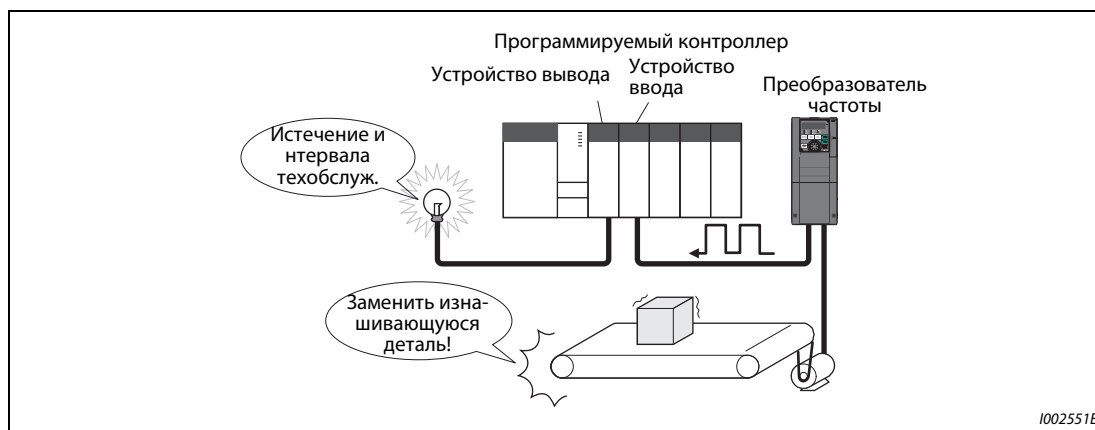 Программируемый контроллер
Устройство вывода
Устройство
ввода
Преобразователь
частоты
Истечение и
нтервала
техобслуж.
Заменить изна-
шивающуюся
деталь!
I002551E